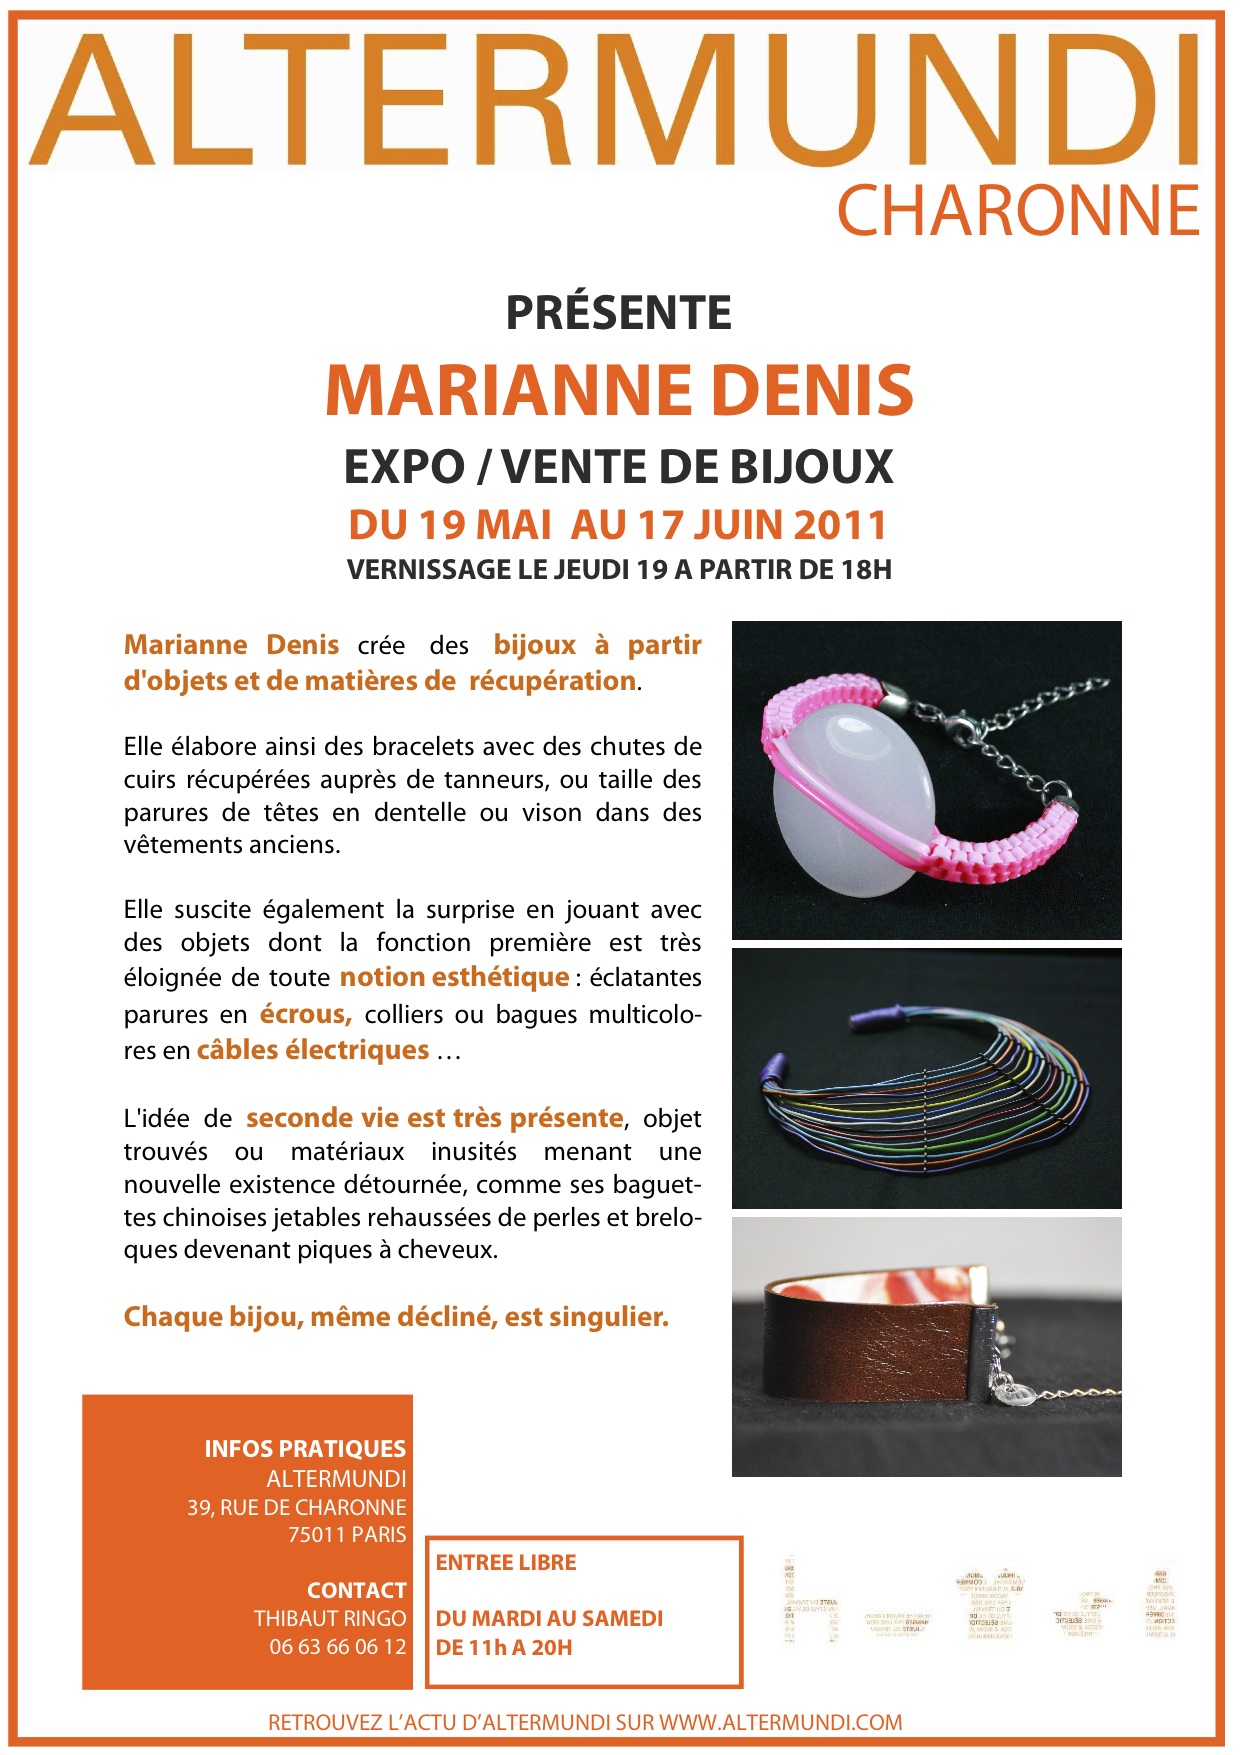 ALTERMUNDI
CHARONNE
PRÉSENTE
MARIANNE DENIS
EXPO / VENTE DE BIJOUX
DU 19 MAI AU 17 JUIN 2011
VERNISSAGE LE JEUDI 19 A PARTIR DE 18H
Marianne Denis crée des bijoux à partir
d'objets et de matières de récupération.
Elle élabore ainsi des bracelets avec des chutes de
cuirs récupérées auprès de tanneurs, ou taille des
parures de têtes en dentelle ou vison dans des
vêtements anciens.
Elle suscite également la surprise en jouant avec
des objets dont la fonction première est très
éloignée de toute notion esthétique : éclatantes
parures en écrous, colliers ou bagues multicolo-
res en câbles électriques …
L'idée de seconde vie est très présente, objet
trouvés ou matériaux inusités menant une
nouvelle existence détournée, comme ses baguet-
tes chinoises jetables rehaussées de perles et brelo-
ques devenant piques à cheveux.
Chaque bijou, même décliné, est singulier.
INFOS PRATIQUES
ALTERMUNDI
39, RUE DE CHARONNE
75011 PARIS
CONTACT
THIBAUT RINGO
06 63 66 06 12
ENTREE LIBRE
DU MARDI AU SAMEDI
DE 11h A 20H
RETROUVEZ L'ACTU D'ALTERMUNDI SUR WWW.ALTERMUNDI.COM